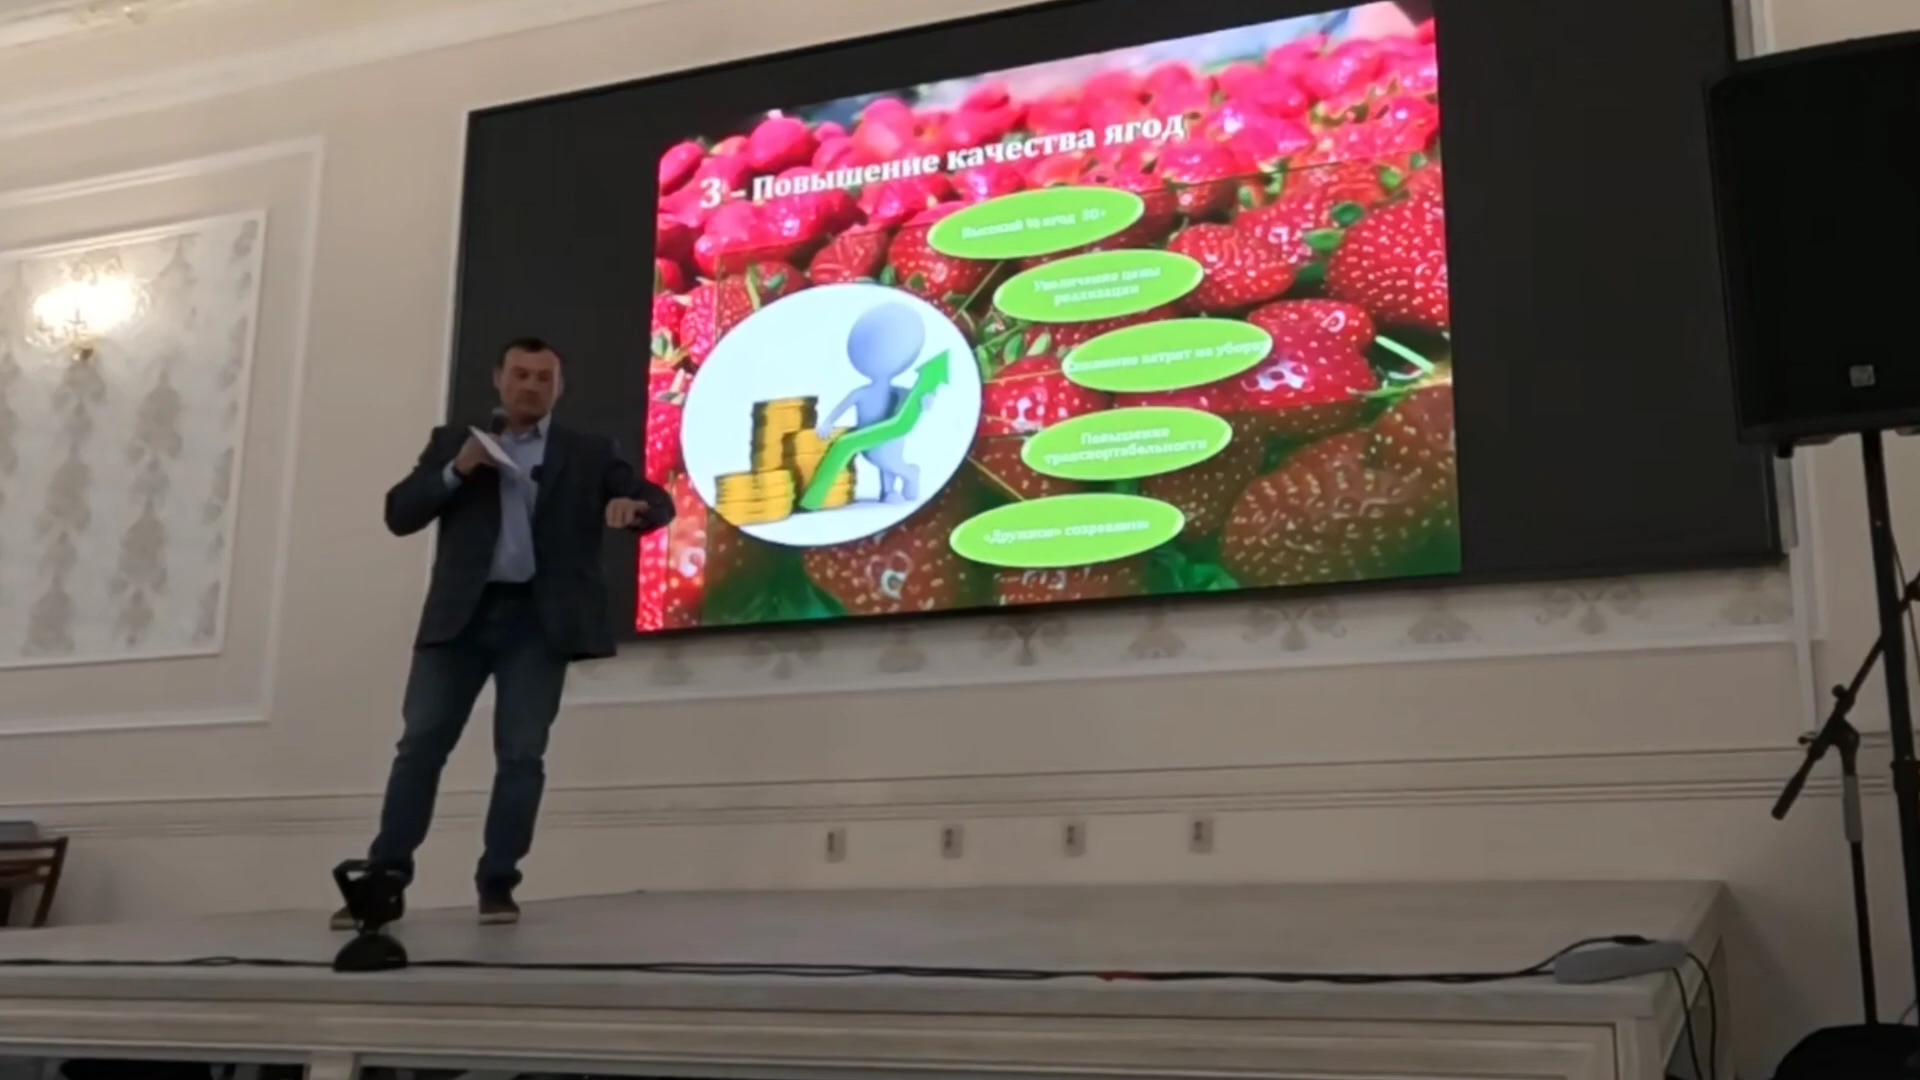 3 – Повышение качества ягод
Высокий % ягод 30+
Увеличение цены
реализации
Снижение затрат на уборку
Повышение
транспортабельности
«Дружное» созревание